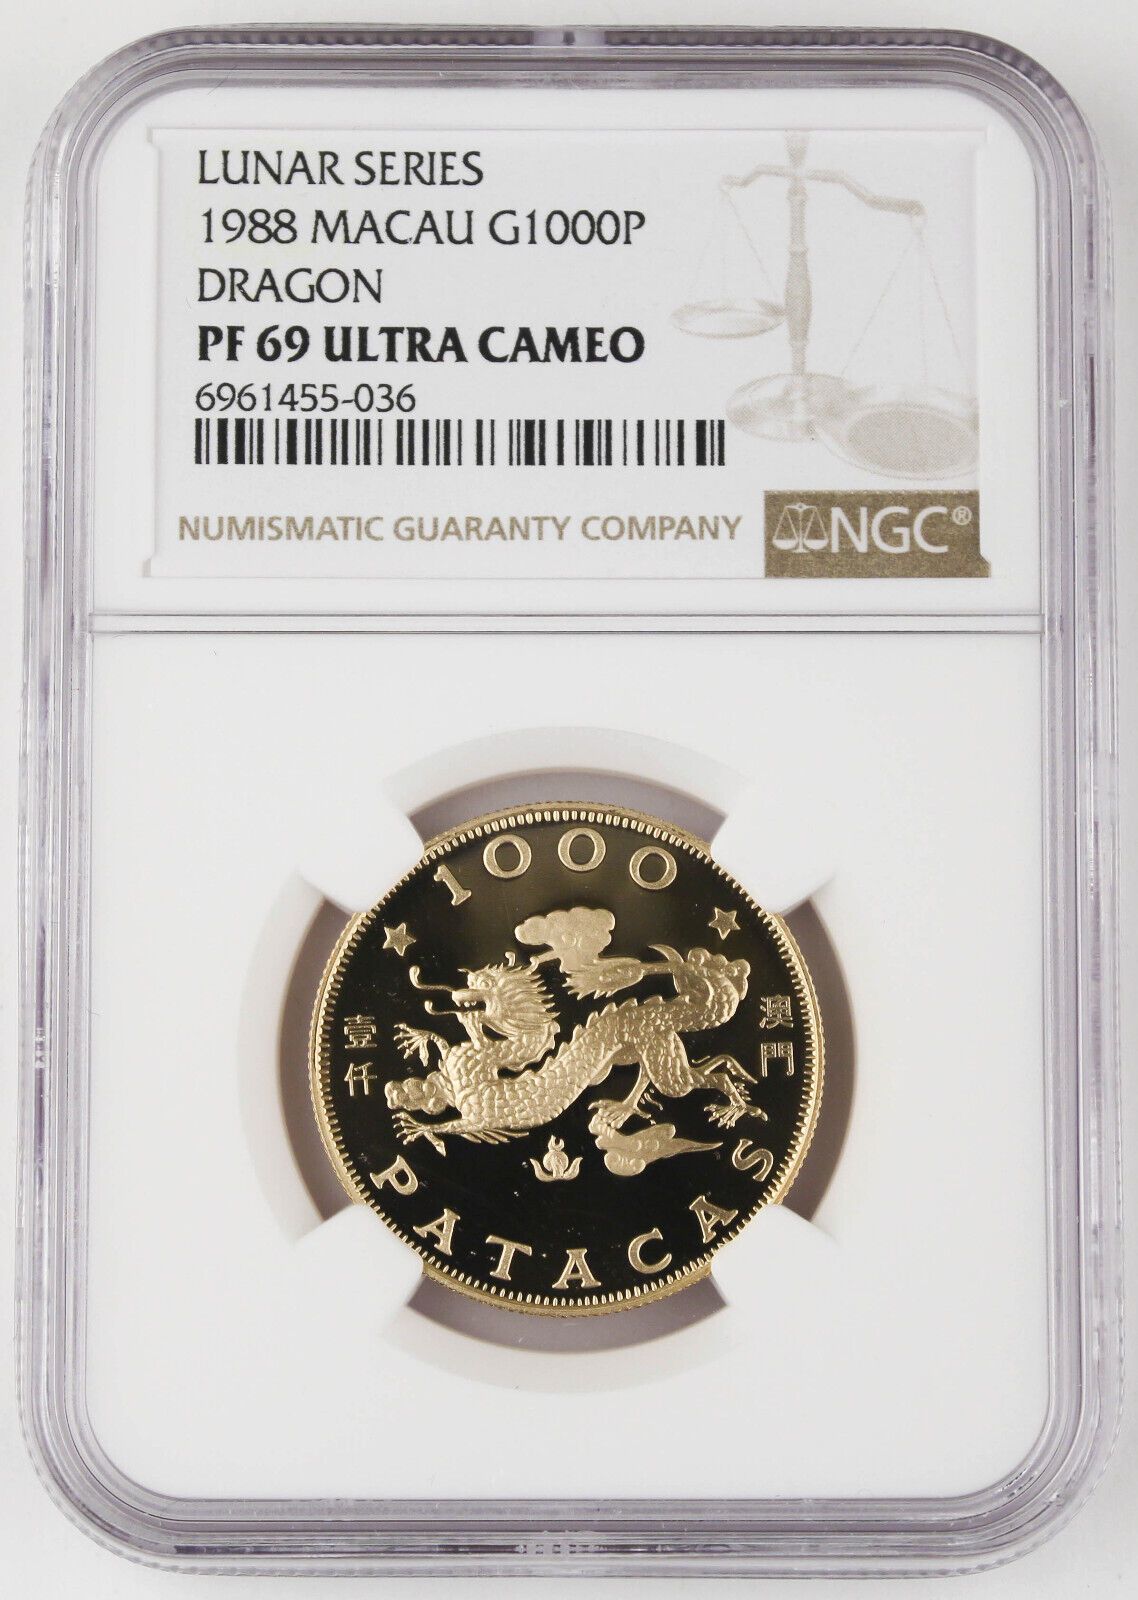 LUNAR SERIES
1988 MACAU G1000P
DRAGON
PF 69 ULTRA CAMEO
6961455-036
NUMISMATIC GUARANTY COMPANY
NGC®
1000
壹仟
澳門
PATACAS